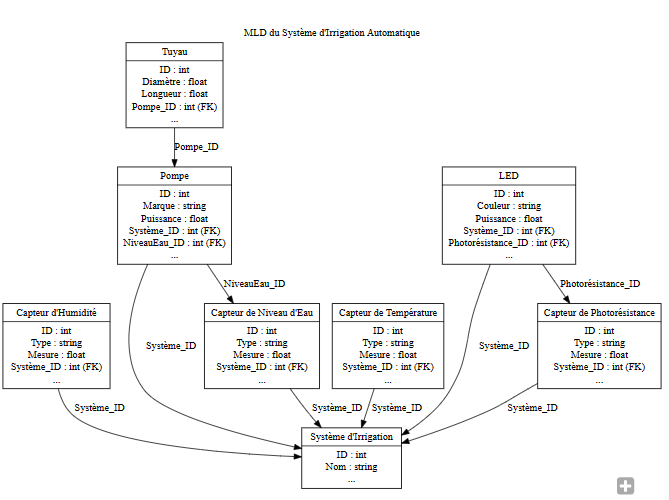 MLD du Système d'Irrigation Automatique
Tuyau
ID : int
Diamètre : float
Longueur : float
Pompe_ID : int (FK)
...
Pompe_ID
Pompe
ID : int
Marque : string
Puissance : float
Système_ID : int (FK)
NiveauEau_ID : int (FK)
...
LED
ID : int
Couleur : string
Puissance : float
Système_ID : int (FK)
Photorésistance_ID : int (FK)
...
NiveauEau_ID
Photorésistance_ID
Capteur d'Humidité
ID : int
Type : string
Mesure : float
Système_ID : int (FK)
...
Système_ID
Capteur de Niveau d'Eau
ID : int
Type : string
Mesure : float
Système_ID : int (FK)
...
Capteur de Température
ID : int
Type : string
Mesure : float
Système_ID : int (FK)
...
Système_ID
Capteur de Photorésistance
ID : int
Type : string
Mesure : float
Système_ID : int (FK)
...
Système_ID
Système_ID
Système_ID
Système_ID
Système d'Irrigation
ID : int
Nom : string
...